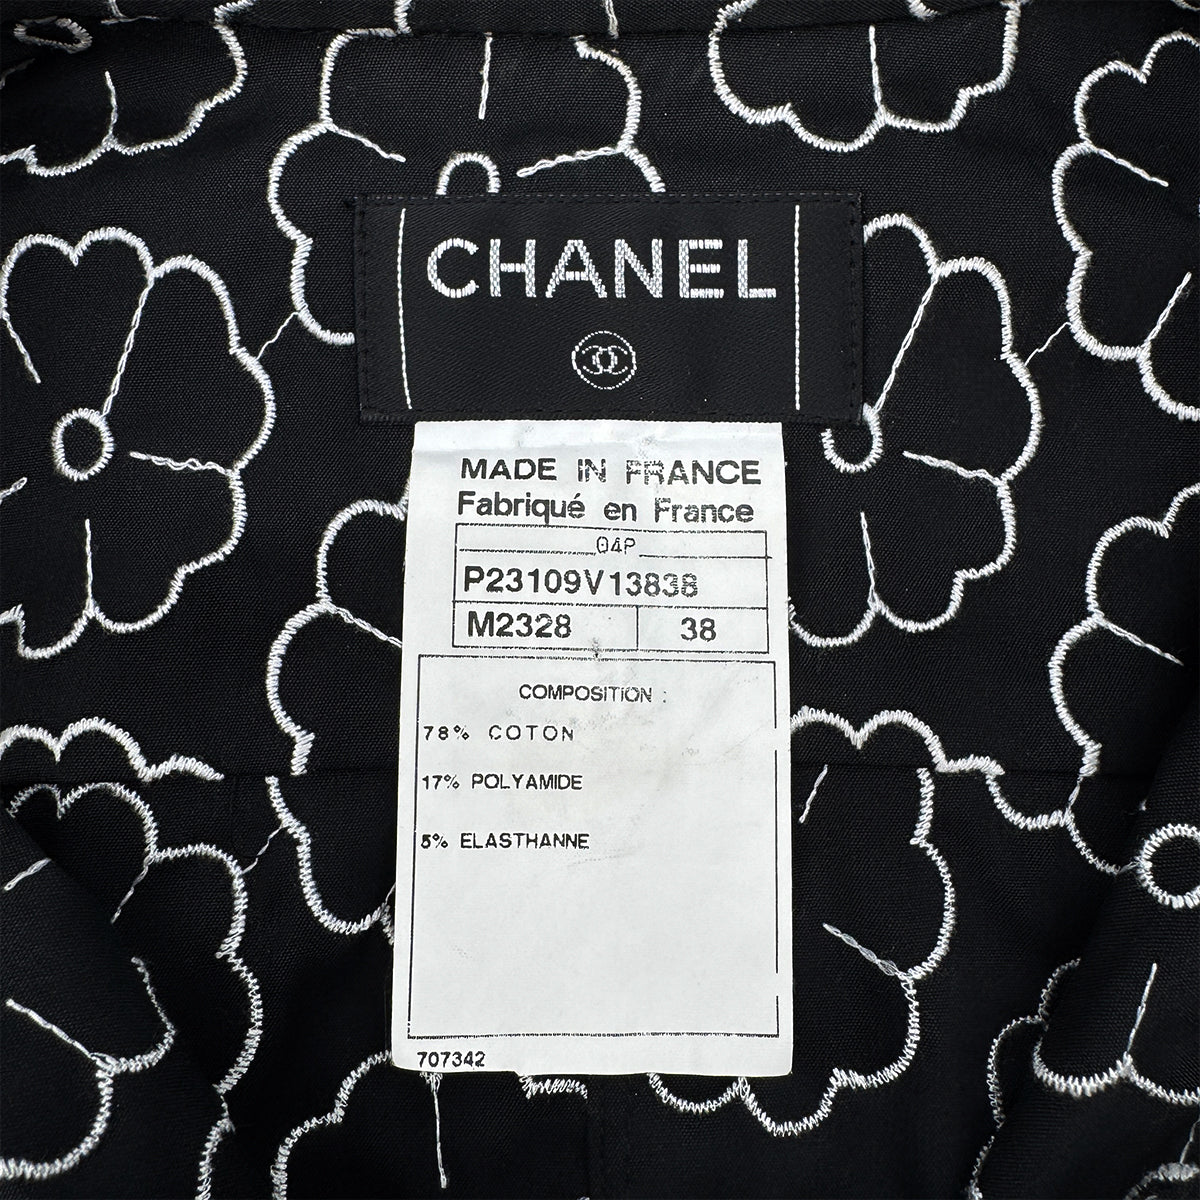 CHANEL
MADE IN FRANCE
Fabriqué en France
04P
P23109V13838
M2328 38
COMPOSITION :
78% COTON
17% POLYAMIDE
5% ELASTHANNE
707342